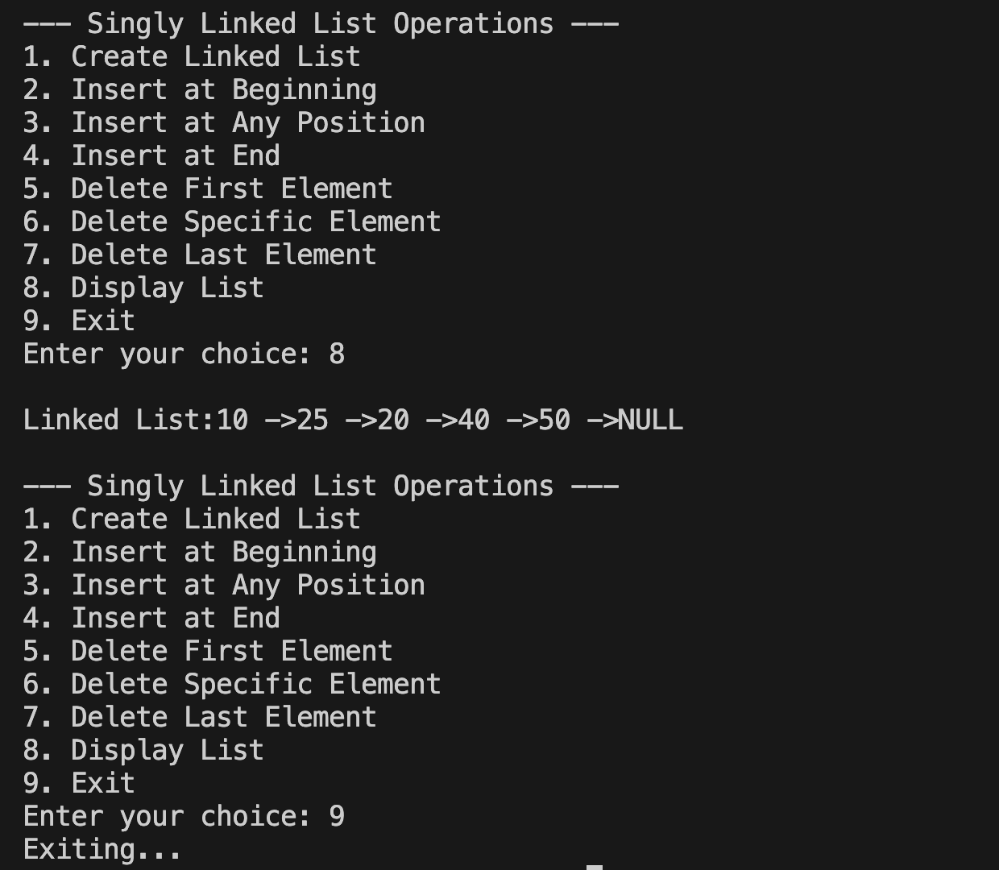 --- Singly Linked List Operations ---
1. Create Linked List
2. Insert at Beginning
3. Insert at Any Position
4. Insert at End
5. Delete First Element
6. Delete Specific Element
7. Delete Last Element
8. Display List
9. Exit
Enter your choice: 8
Linked List:10 ->25 ->20 ->40 ->50 ->NULL
--- Singly Linked List Operations ---
1. Create Linked List
2. Insert at Beginning
3. Insert at Any Position
4. Insert at End
5. Delete First Element
6. Delete Specific Element
7. Delete Last Element
8. Display List
9. Exit
Enter your choice: 9
Exiting...